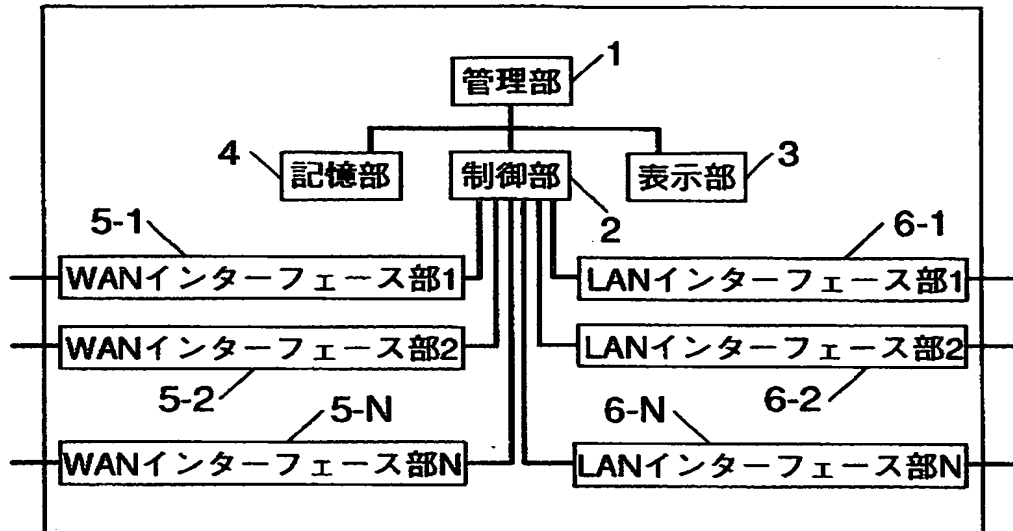 1
管理部
4
記憶部
制御部
表示部
3
2
5-1
6-1
WANインターフェース部1
LANインターフェース部1
WANインターフェース部2
LANインターフェース部2
5-2
5-N
6-N
6-2
WANインターフェース部N
LANインターフェース部N